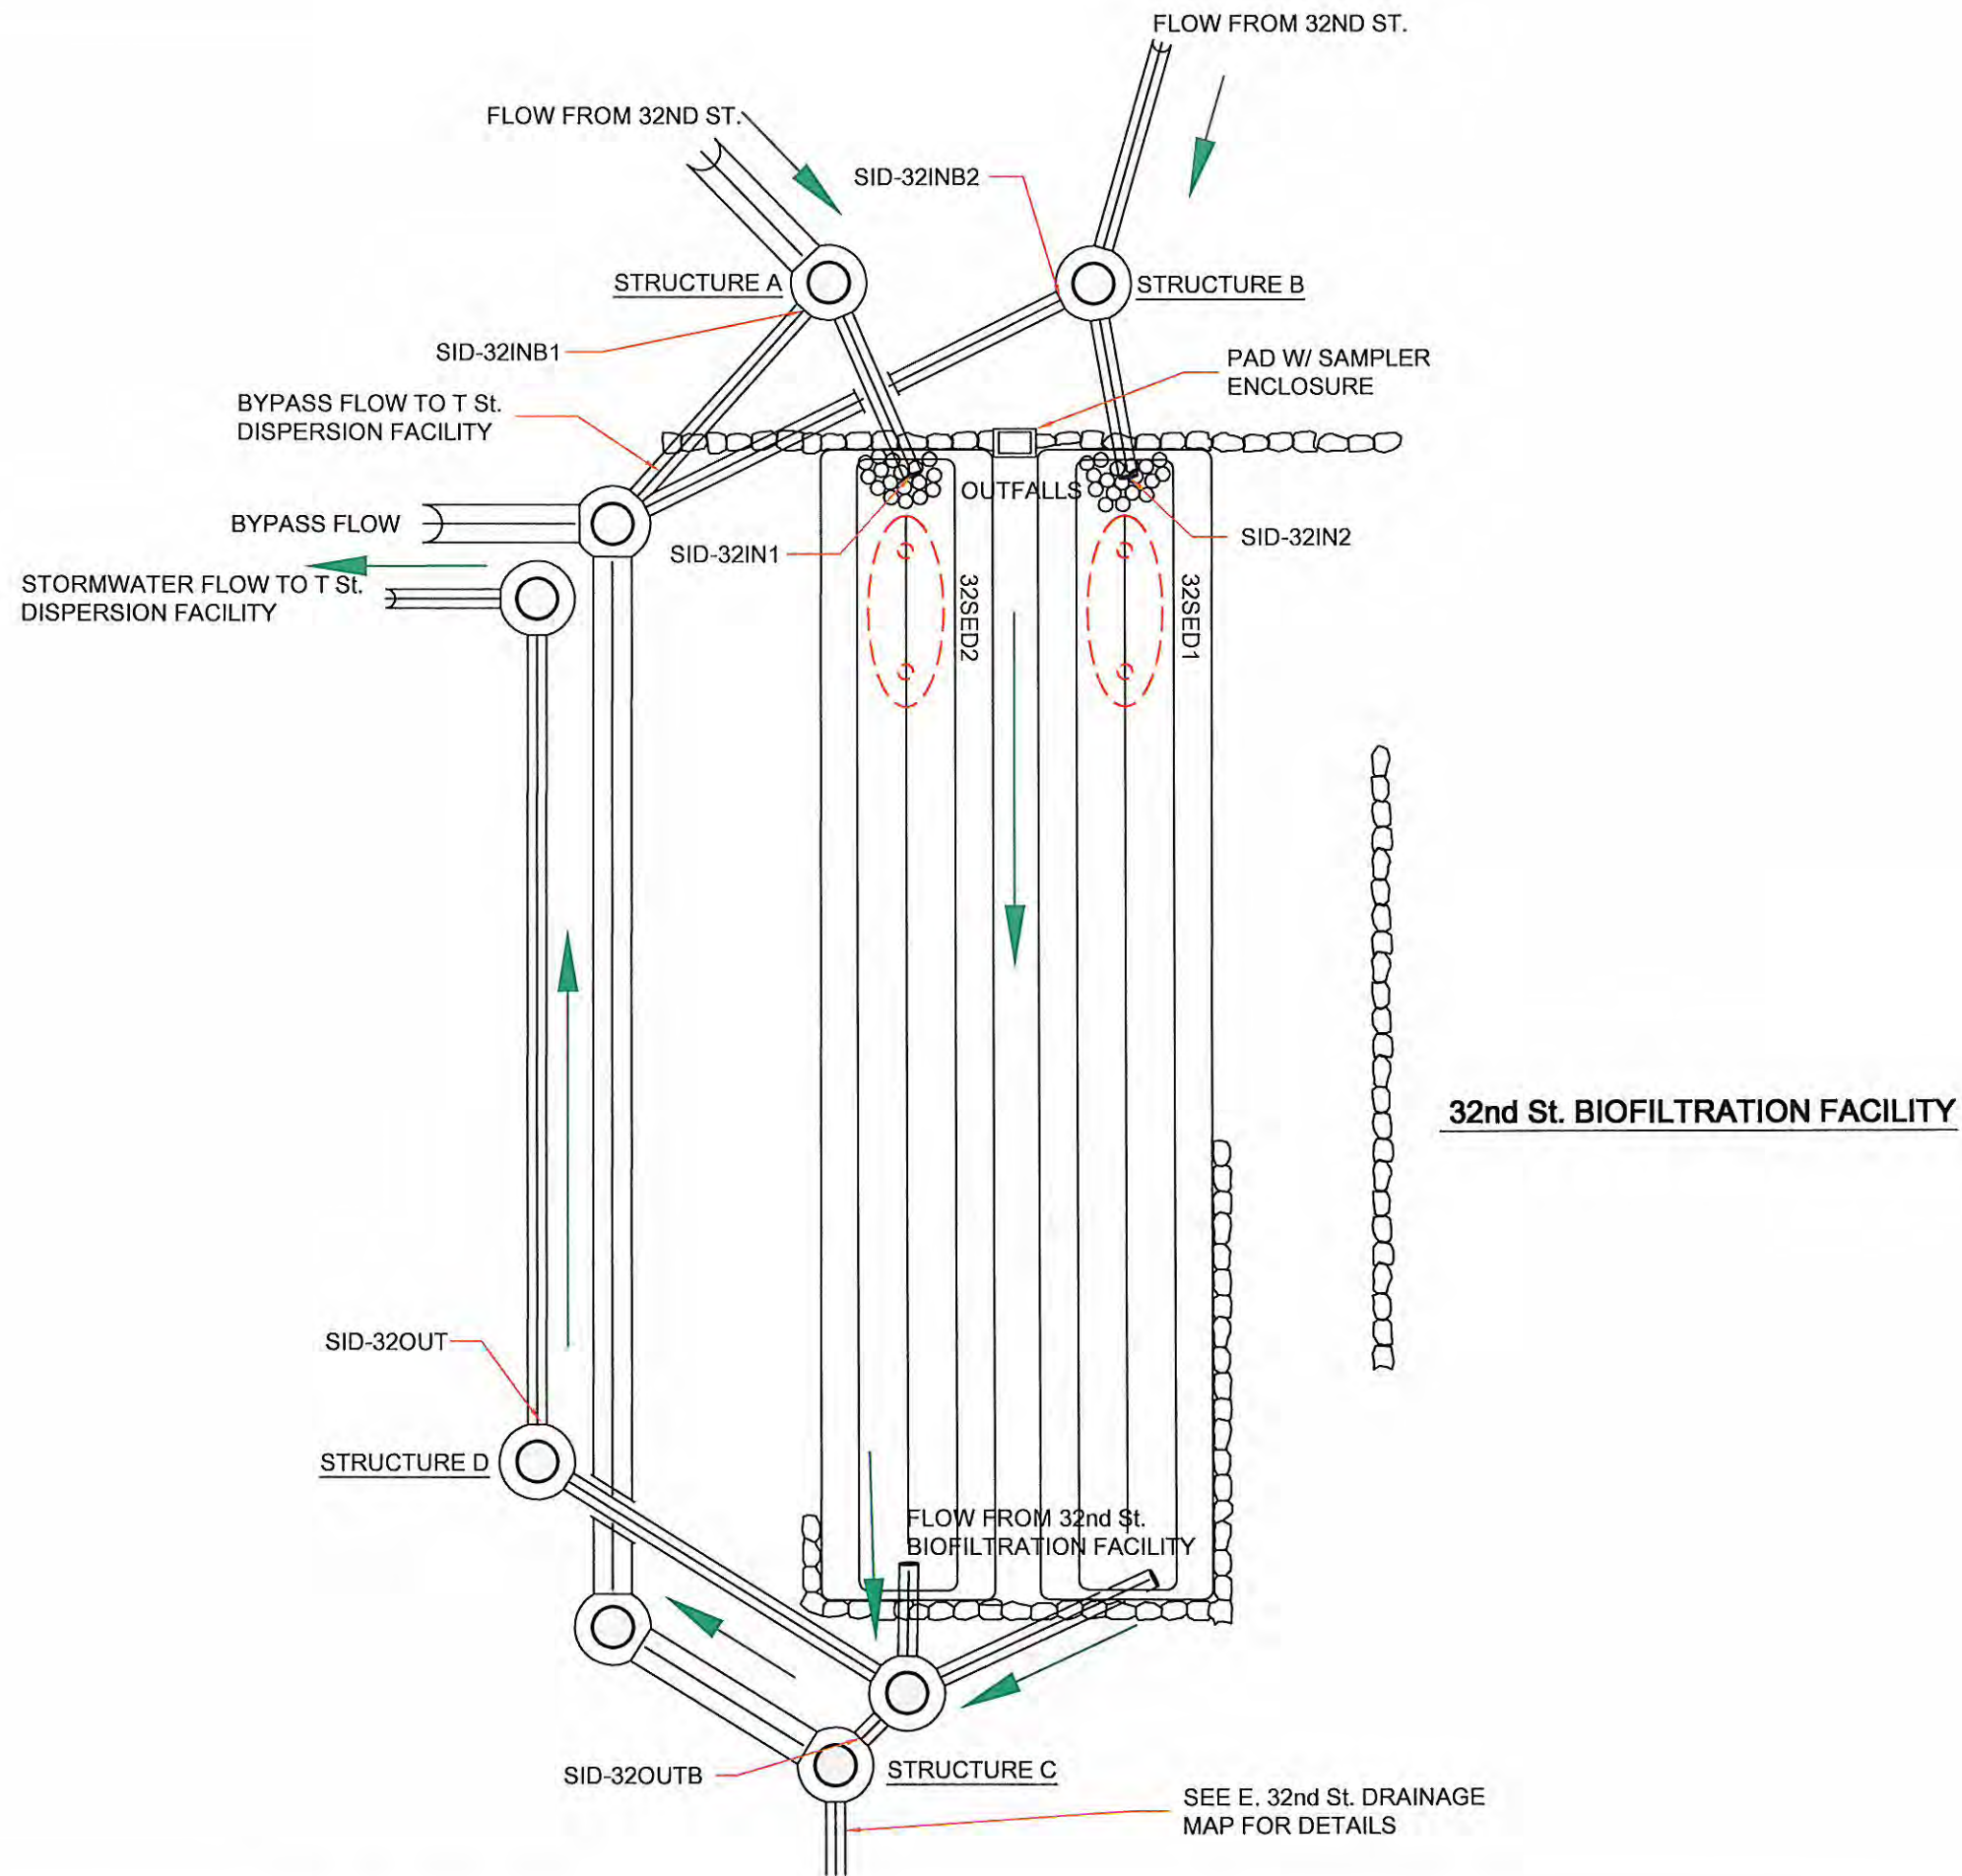 FLOW FROM 32ND ST.
FLOW FROM 32ND ST.
SID-32INB2
STRUCTURE A
STRUCTURE B
SID-32INB1
PAD W/ SAMPLER
ENCLOSURE
BYPASS FLOW TO T St.
DISPERSION FACILITY
OUTFALLS
BYPASS FLOW
SID-32IN1
SID-32IN2
STORMWATER FLOW TO T St.
DISPERSION FACILITY
32SED2
32SED1
32nd St. BIOFILTRATION FACILITY
SID-32OUT
STRUCTURE D
FLOW FROM 32nd St.
BIOFILTRATION FACILITY
SID-32OUTB
STRUCTURE C
SEE E. 32nd St. DRAINAGE
MAP FOR DETAILS